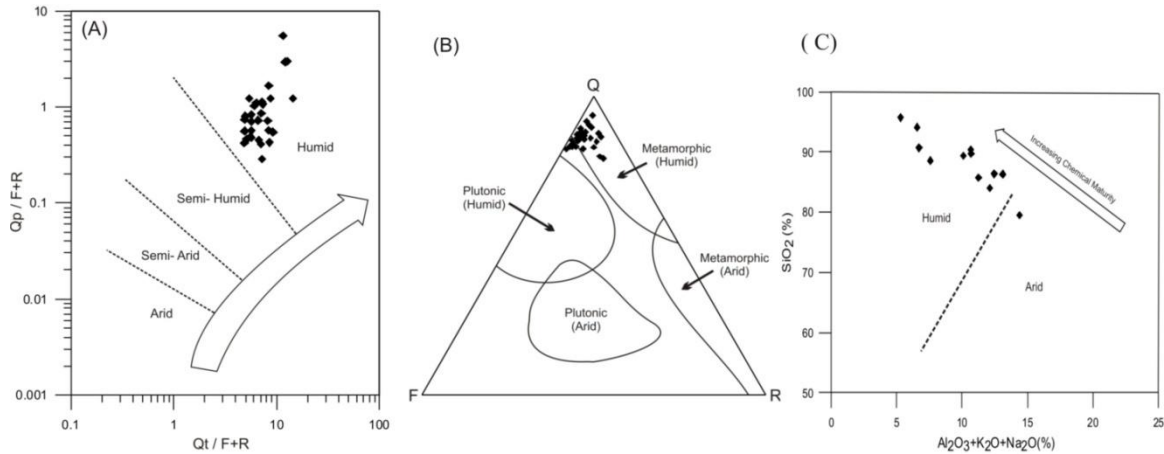 (A)
10
1
0.1
0.01
0.001
Qp / F+R
Humid
Semi- Humid
Semi- Arid
Arid
0.1
1
10
100
Qt / F+R
(B)
Q
Metamorphic
(Humid)
Plutonic
(Humid)
Metamorphic
(Arid)
Plutonic
(Arid)
F
R
( C)
100
90
80
70
60
50
SiO₂ (%)
Increasing Chemical Maturity
Humid
Arid
0
5
10
15
20
25
Al₂O₃+K₂O+Na₂O(%)